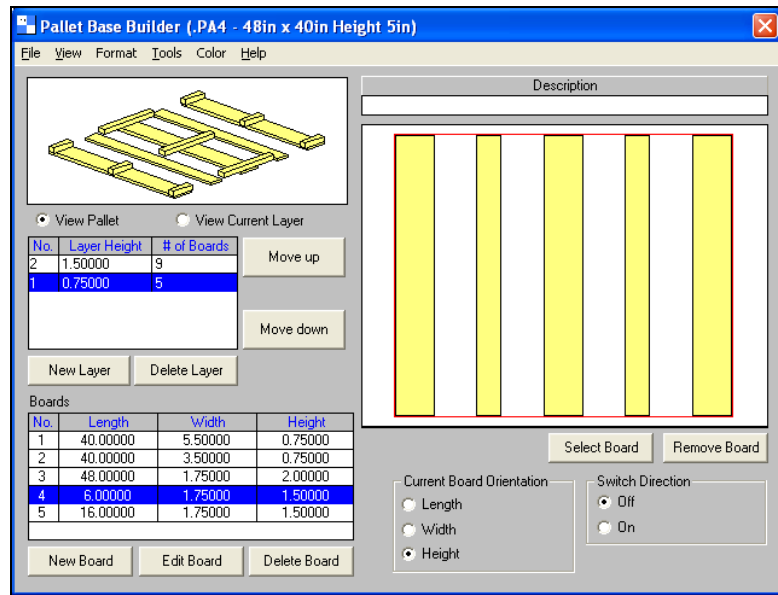 Pallet Base Builder (.PA4 - 48in x 40in Height 5in)
File View Format Tools Color Help
Description
View Pallet View Current Layer
No. Layer Height # of Boards
2 1.50000 9
1 0.75000 5
Move up
Move down
New Layer Delete Layer
Boards
No. Length Width Height
1 40.00000 5.50000 0.75000
2 40.00000 3.50000 0.75000
3 48.00000 1.75000 2.00000
4 6.00000 1.75000 1.50000
5 16.00000 1.75000 1.50000
New Board Edit Board Delete Board
Select Board Remove Board
Current Board Orientation
Length
Width
Height
Switch Direction
Off
On